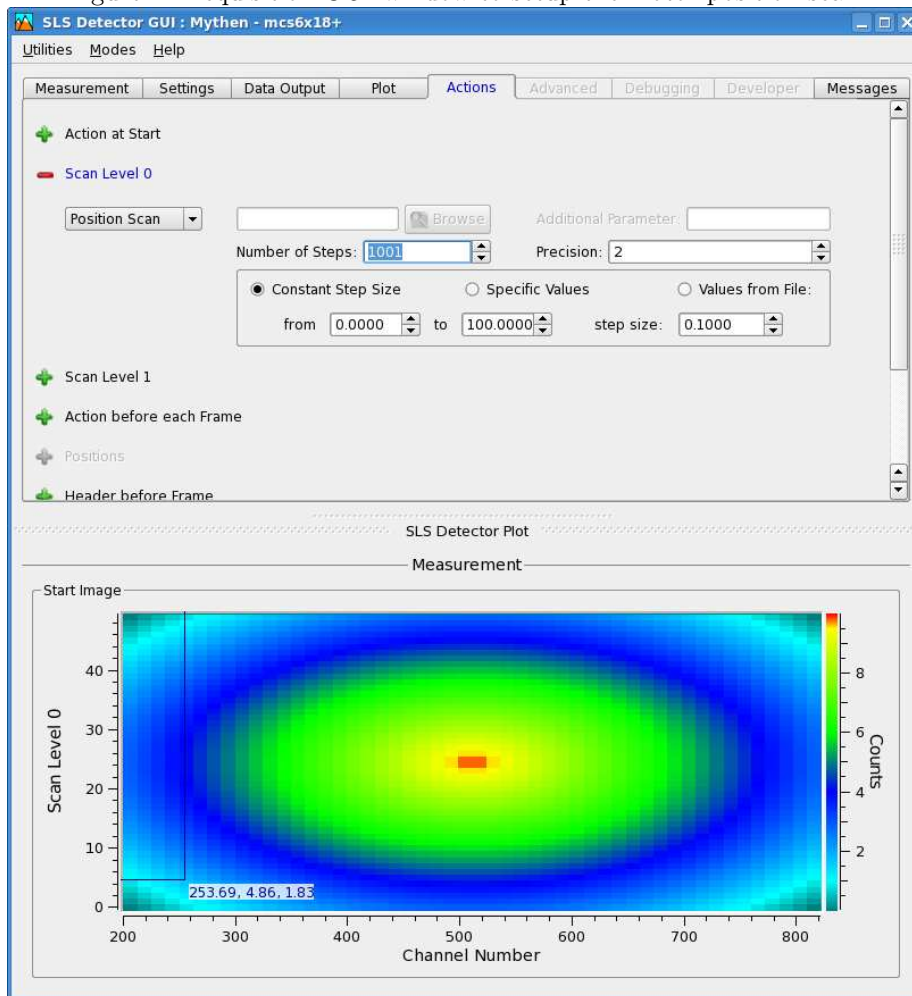 SLS Detector GUI : Mythen - mcs6x18+
Utilities Modes Help
Measurement Settings Data Output Plot Actions Advanced Debugging Developer Messages
Action at Start
Scan Level 0
Position Scan Browse Additional Parameter:
Number of Steps: 1001 Precision: 2
Constant Step Size Specific Values Values from File:
from 0.0000 to 100.0000 step size: 0.1000
Scan Level 1
Action before each Frame
Positions
Header before Frame
SLS Detector Plot
Measurement
Start Image
40
30
20
10
0
Scan Level 0
253.69, 4.86, 1.83
8
6
4
2
Counts
200 300 400 500 600 700 800
Channel Number